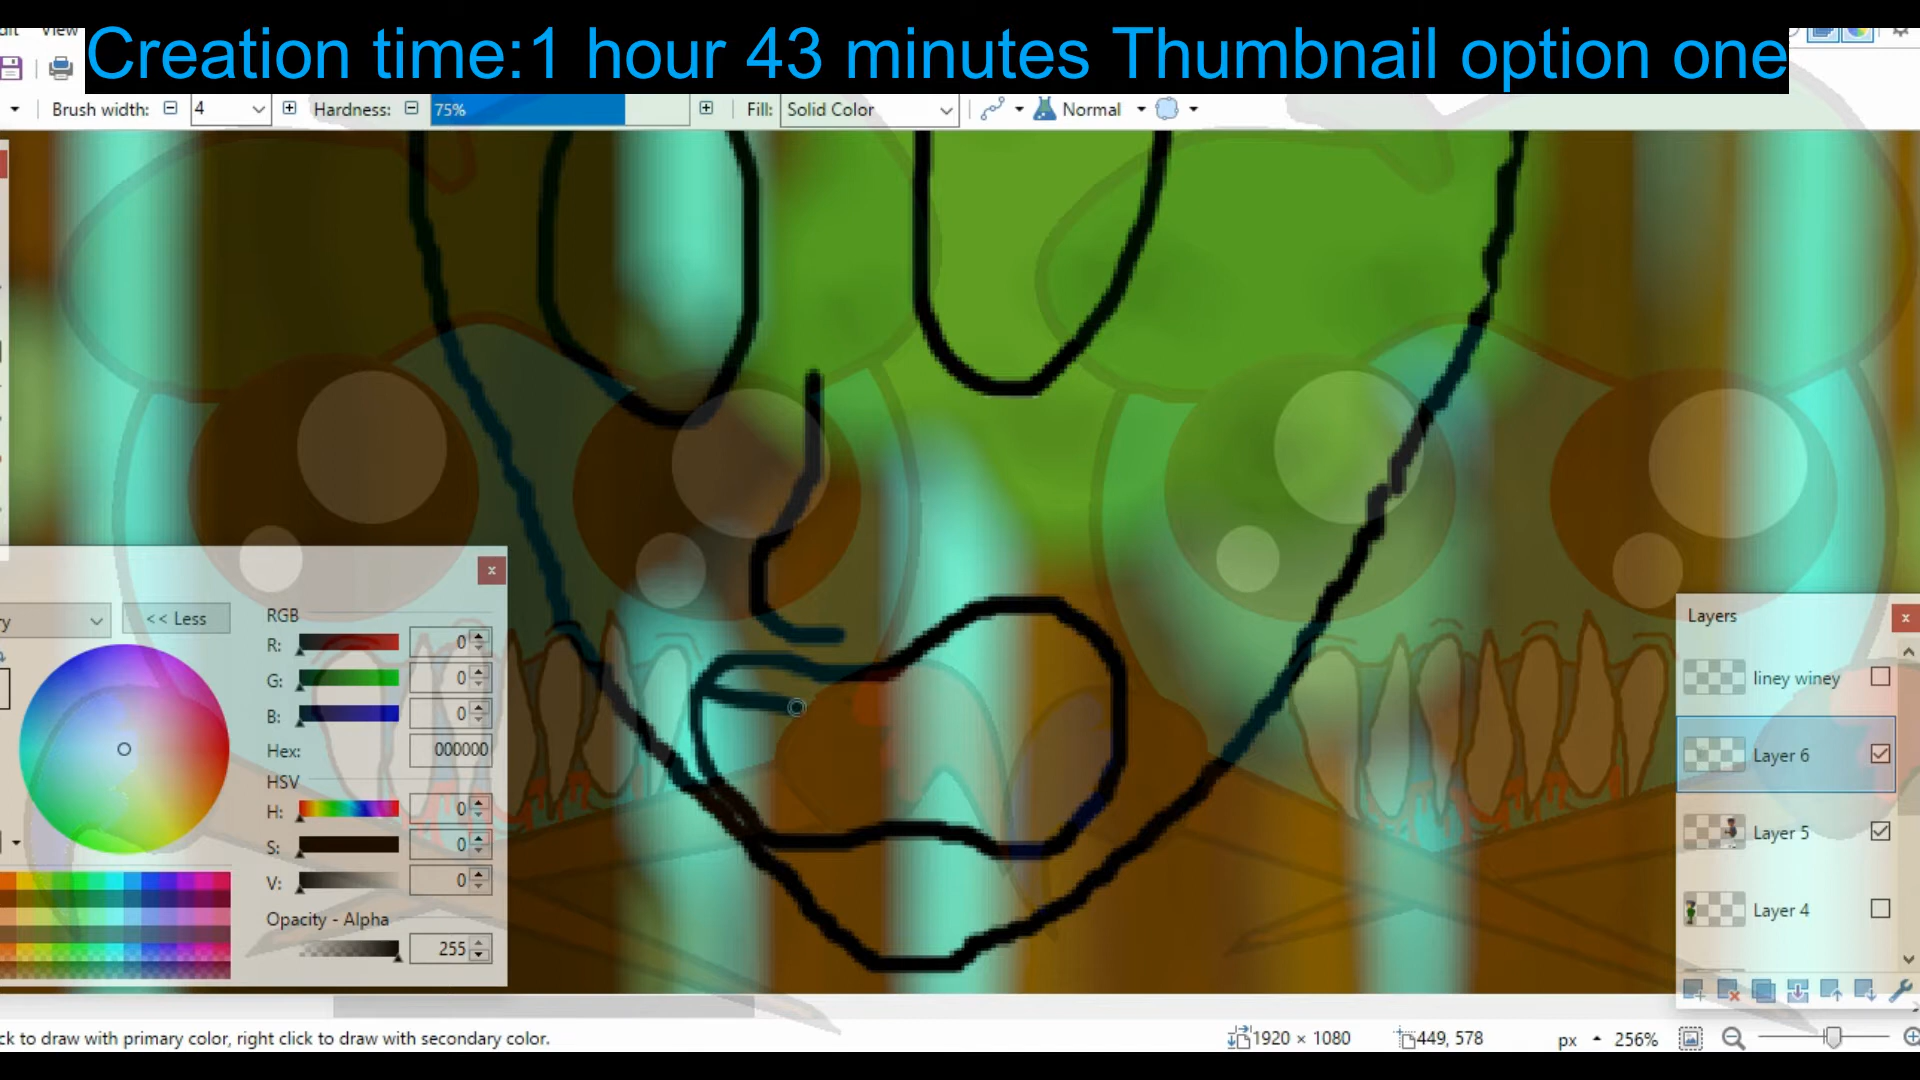 Creation time:1 hour 43 minutes Thumbnail option one
View
Brush width: 4 Hardness: 75% Fill: Solid Color Normal
<< Less
RGB
R: 0
G: 0
B: 0
Hex: 000000
HSV
H: 0
S: 0
V: 0
Opacity - Alpha
255
Layers
liney winey
Layer 6
Layer 5
Layer 4
ck to draw with primary color, right click to draw with secondary color. 1920 × 1080 449, 578 px 256%